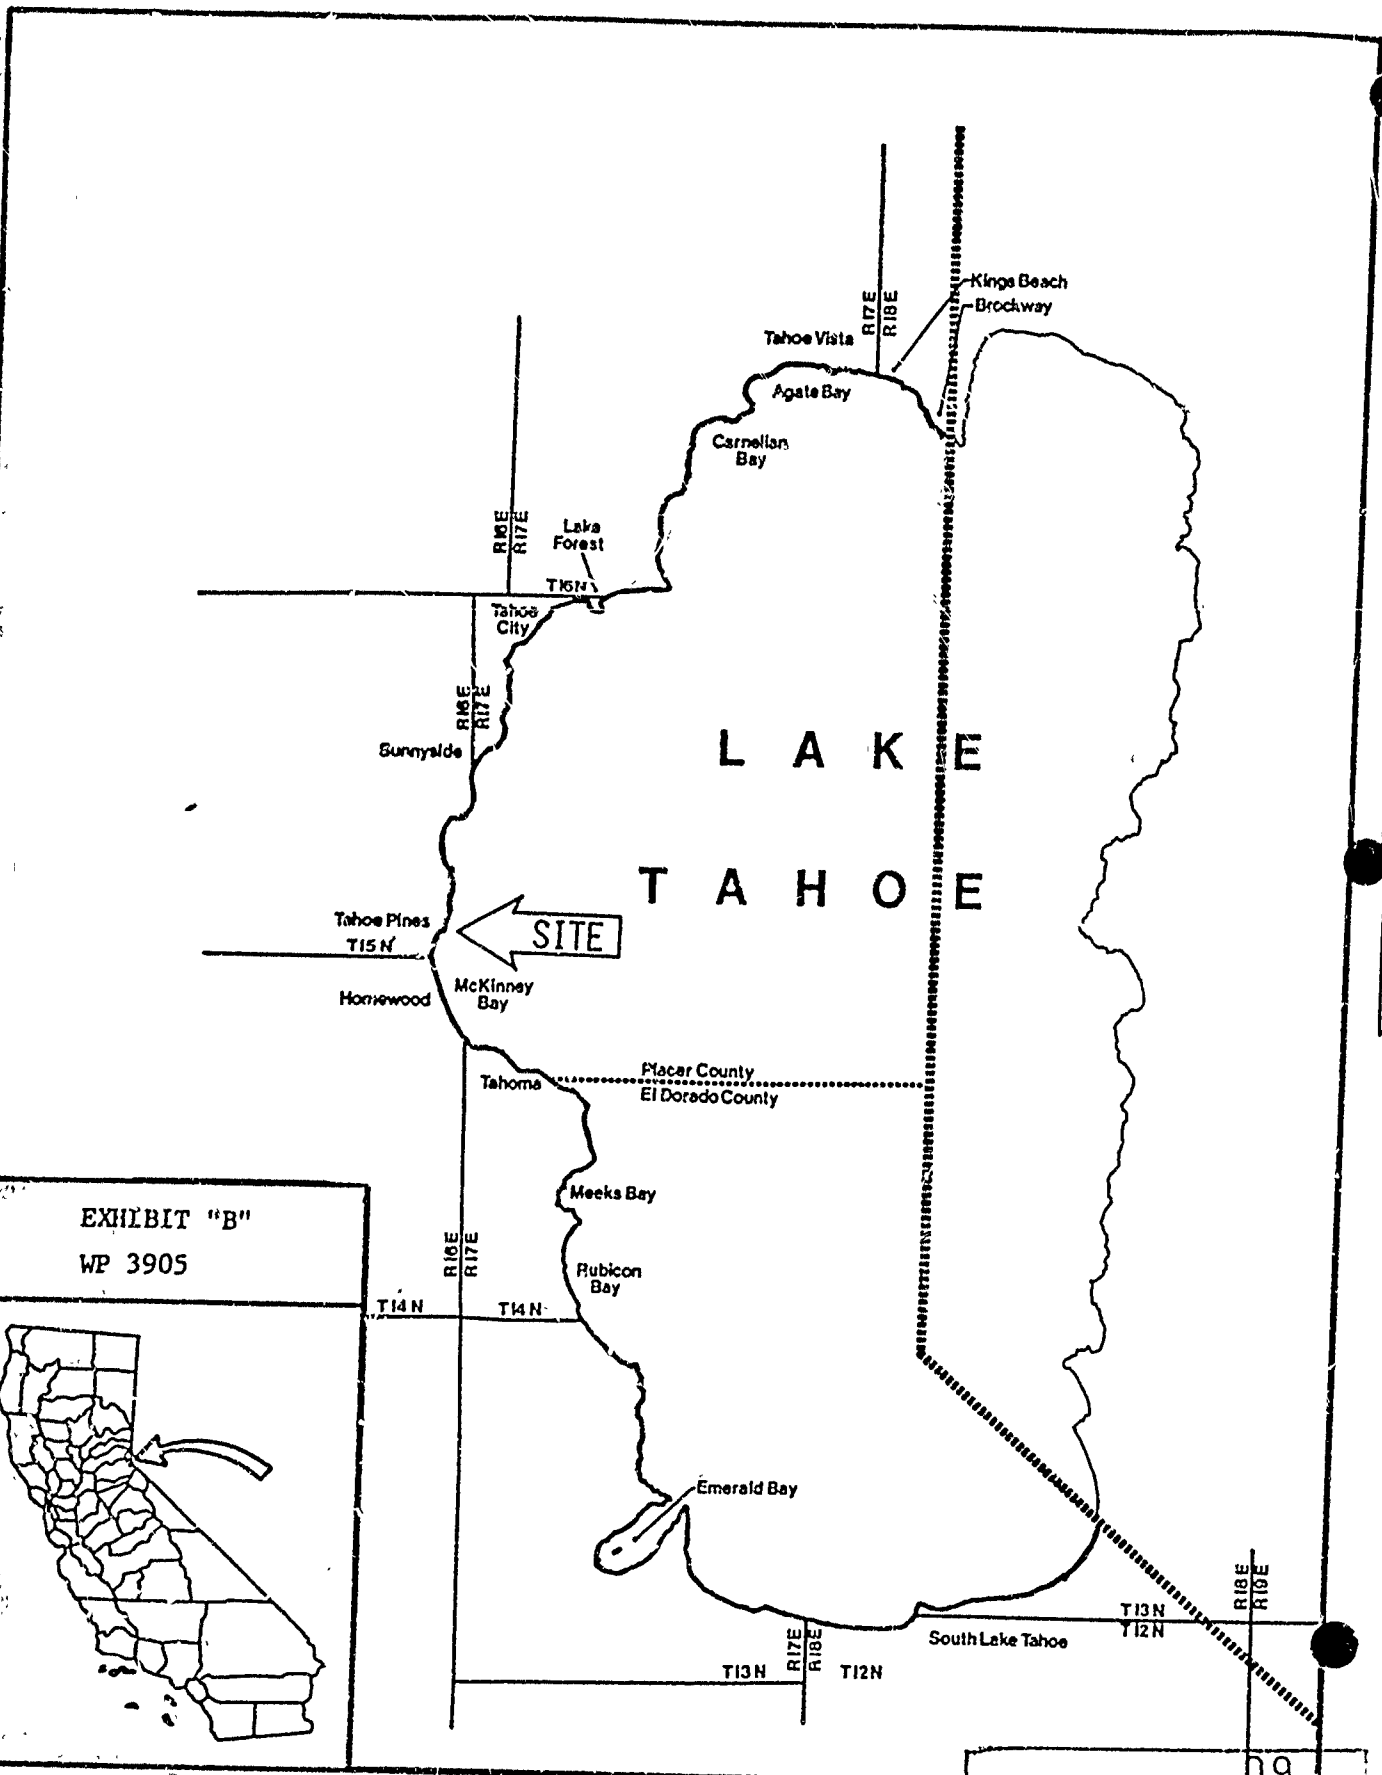 Kings Beach
Brockway
R17E
R18E
Tahoe Vista
Agate Bay
Carnelian
Bay
R16E
R17E
Lake
Forest
T16N
Tahoe
City
R16E
R17E
Sunnyside
LAKE
TAHOE
Tahoe Pines
SITE
T15N
McKinney
Bay
Homewood
Placer County
Tahoma
El Dorado County
Meeks Bay
EXHIBIT "B"
WP 3905
R16E
R17E
Rubicon
Bay
T14N
T14N
Emerald Bay
R18E
R19E
T13N
T12N
South Lake Tahoe
R17E
R18E
T13N
T12N